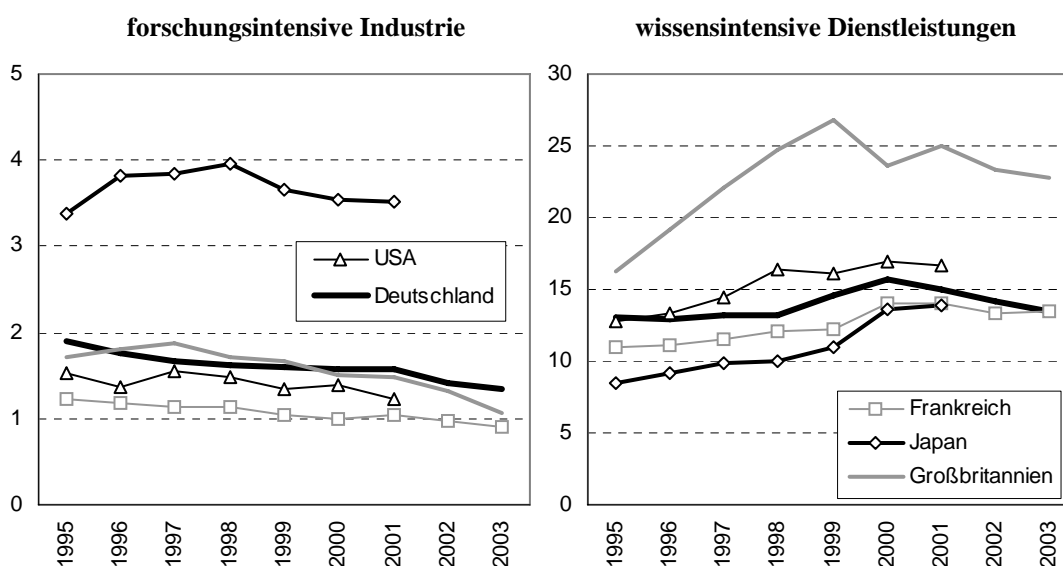 forschungsintensive Industrie
5
4
3
2
1
0
USA
Deutschland
1995 1996 1997 1998 1999 2000 2001 2002 2003
wissensintensive Dienstleistungen
30
25
20
15
10
5
0
Frankreich
Japan
Großbritannien
1995 1996 1997 1998 1999 2000 2001 2002 2003